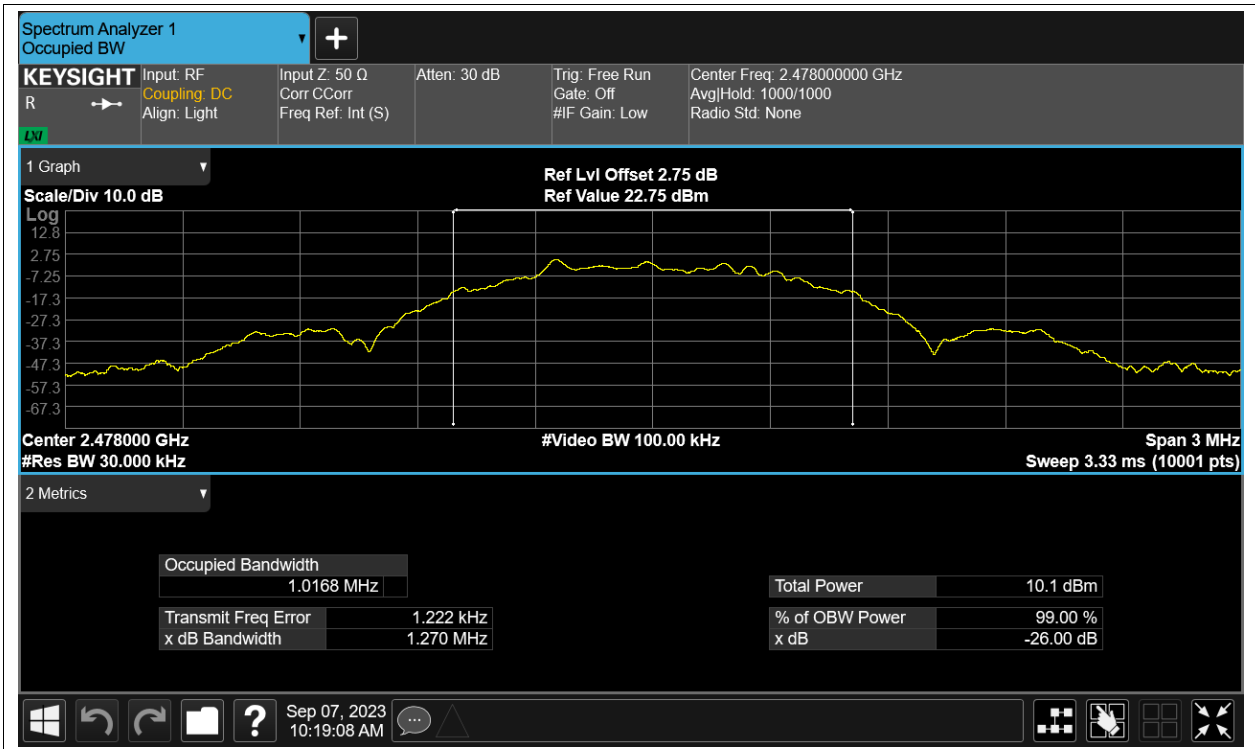 Spectrum Analyzer 1
Occupied BW
KEYSIGHT
R
LXI
Input: RF
Coupling: DC
Align: Light
Input Z: 50 Ω
Corr CCorr
Freq Ref: Int (S)
Atten: 30 dB
Trig: Free Run
Gate: Off
#IF Gain: Low
Center Freq: 2.478000000 GHz
Avg|Hold: 1000/1000
Radio Std: None
1 Graph
Scale/Div 10.0 dB
Ref Lvl Offset 2.75 dB
Ref Value 22.75 dBm
Log
12.8
2.75
-7.25
-17.3
-27.3
-37.3
-47.3
-57.3
-67.3
Center 2.478000 GHz
#Video BW 100.00 kHz
Span 3 MHz
#Res BW 30.000 kHz
Sweep 3.33 ms (10001 pts)
2 Metrics
Occupied Bandwidth
1.0168 MHz
Total Power 10.1 dBm
Transmit Freq Error 1.222 kHz
% of OBW Power 99.00 %
x dB Bandwidth 1.270 MHz
x dB -26.00 dB
?
Sep 07, 2023
10:19:08 AM